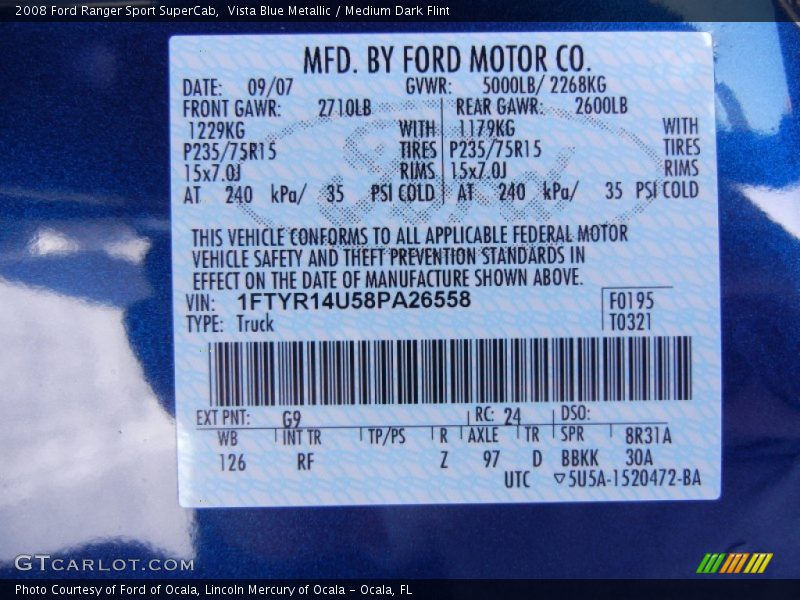 2008 Ford Ranger Sport SuperCab,  Vista Blue Metallic / Medium Dark Flint
MFD. BY FORD MOTOR CO.
DATE: 09/07 GVWR: 5000LB/ 2268KG
FRONT GAWR: 2710LB REAR GAWR: 2600LB
1229KG WITH 1179KG WITH
P235/75R15 TIRES P235/75R15 TIRES
15x7.0J RIMS 15x7.0J RIMS
AT 240 kPa/ 35 PSI COLD AT 240 kPa/ 35 PSI COLD
Ford
THIS VEHICLE CONFORMS TO ALL APPLICABLE FEDERAL MOTOR
VEHICLE SAFETY AND THEFT PREVENTION STANDARDS IN
EFFECT ON THE DATE OF MANUFACTURE SHOWN ABOVE.
VIN: 1FTYR14U58PA26558 F0195
TYPE: Truck T0321
EXT PNT: G9 RC: 24 DSO:
WB INT TR TP/PS R AXLE TR SPR 8R31A
126 RF Z 97 D BBKK 30A
UTC ▽5U5A-1520472-BA
GTCARLOT.COM
Photo Courtesy of Ford of Ocala, Lincoln Mercury of Ocala - Ocala, FL